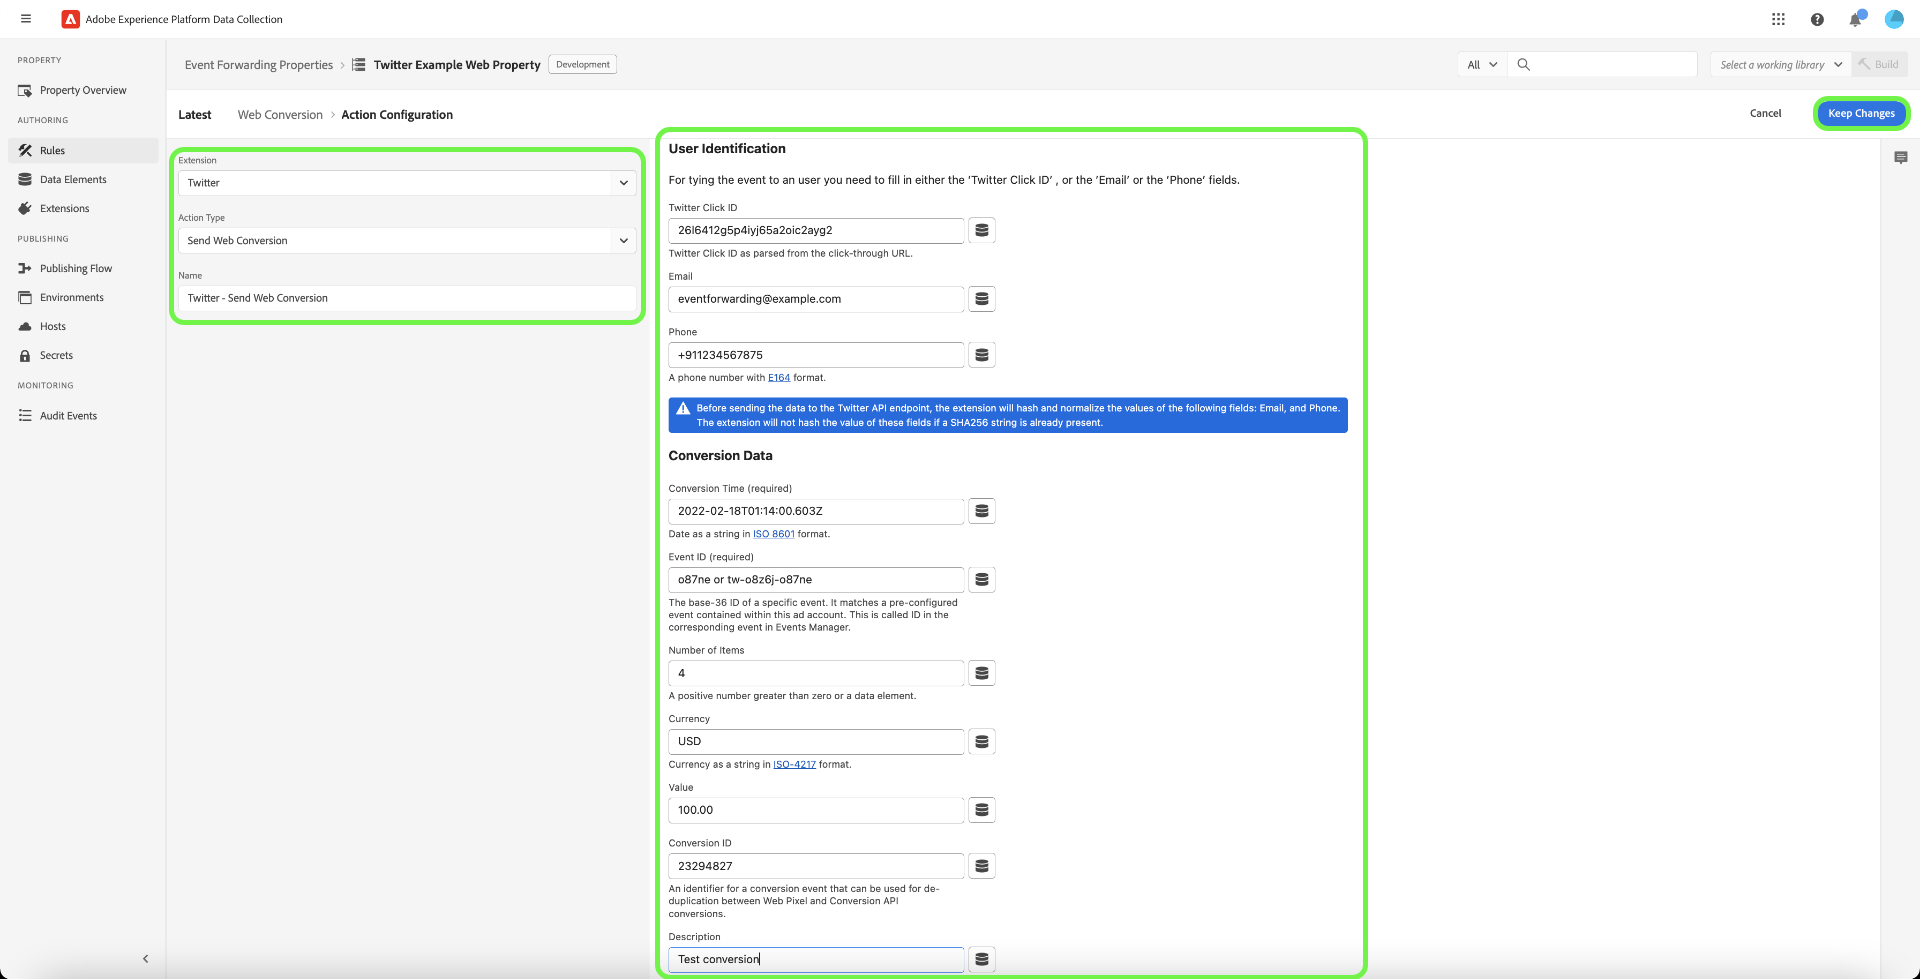 Adobe Experience Platform Data Collection
PROPERTY
Property Overview
AUTHORING
Rules
Data Elements
Extensions
PUBLISHING
Publishing Flow
Environments
Hosts
Secrets
MONITORING
Audit Events
Event Forwarding Properties > Twitter Example Web Property Development
All
Select a working library
Build
Latest Web Conversion > Action Configuration
Cancel Keep Changes
Extension
Twitter
Action Type
Send Web Conversion
Name
Twitter - Send Web Conversion
User Identification
For tying the event to an user you need to fill in either the 'Twitter Click ID' , or the 'Email' or the 'Phone' fields.
Twitter Click ID
26l6412g5p4iyj65a2oic2ayg2
Twitter Click ID as parsed from the click-through URL.
Email
eventforwarding@example.com
Phone
+911234567875
A phone number with E164 format.
Before sending the data to the Twitter API endpoint, the extension will hash and normalize the values of the following fields: Email, and Phone.
The extension will not hash the value of these fields if a SHA256 string is already present.
Conversion Data
Conversion Time (required)
2022-02-18T01:14:00.603Z
Date as a string in ISO 8601 format.
Event ID (required)
o87ne or tw-o8z6j-o87ne
The base-36 ID of a specific event. It matches a pre-configured
event contained within this ad account. This is called ID in the
corresponding event in Events Manager.
Number of Items
4
A positive number greater than zero or a data element.
Currency
USD
Currency as a string in ISO-4217 format.
Value
100.00
Conversion ID
23294827
An identifier for a conversion event that can be used for de-
duplication between Web Pixel and Conversion API
conversions.
Description
Test conversion